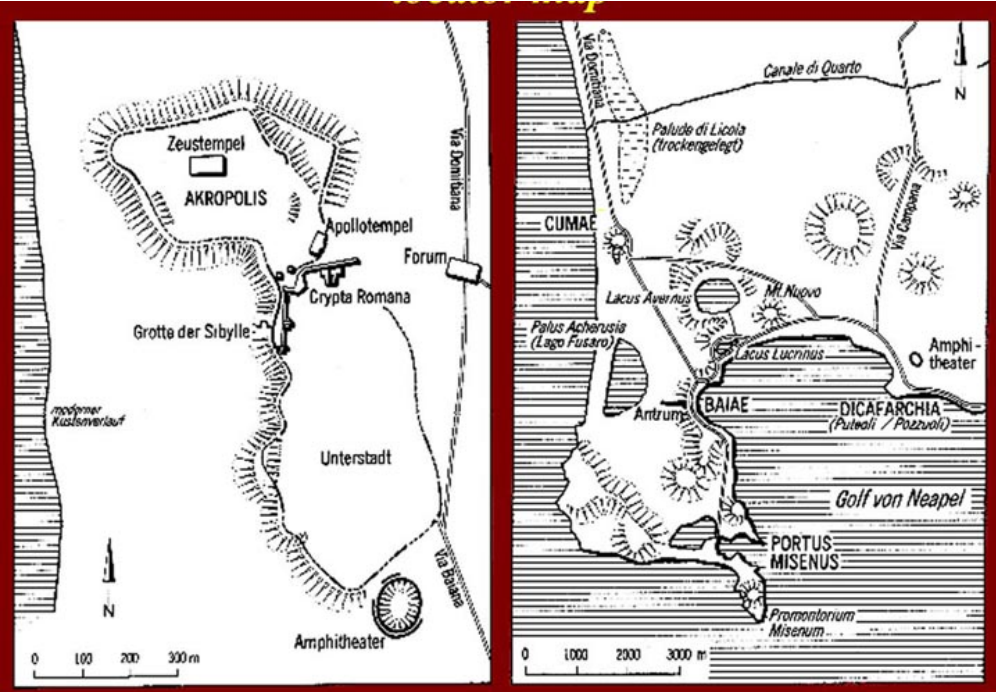 locator map
Zeustempel
AKROPOLIS
Apollotempel
Via Domitiana
Forum
Crypta Romana
Grotte der Sibylle
moderner
Küstenverlauf
Unterstadt
Via Baiana
N
Amphitheater
0 100 200 300 m
Via Domitiana
Canale di Quarto
N
Palude di Licola
(trockengelegt)
Via Campana
CUMAE
Lacus Avernus
Mt. Nuovo
Palus Acherusia
(Lago Fusaro)
Lacus Lucrinus
Amphi-
theater
Antrum
BAIAE
DICAEARCHIA
(Puteoli / Pozzuoli)
Golf von Neapel
PORTUS
MISENUS
Promontorium
Misenum
0 1000 2000 3000 m